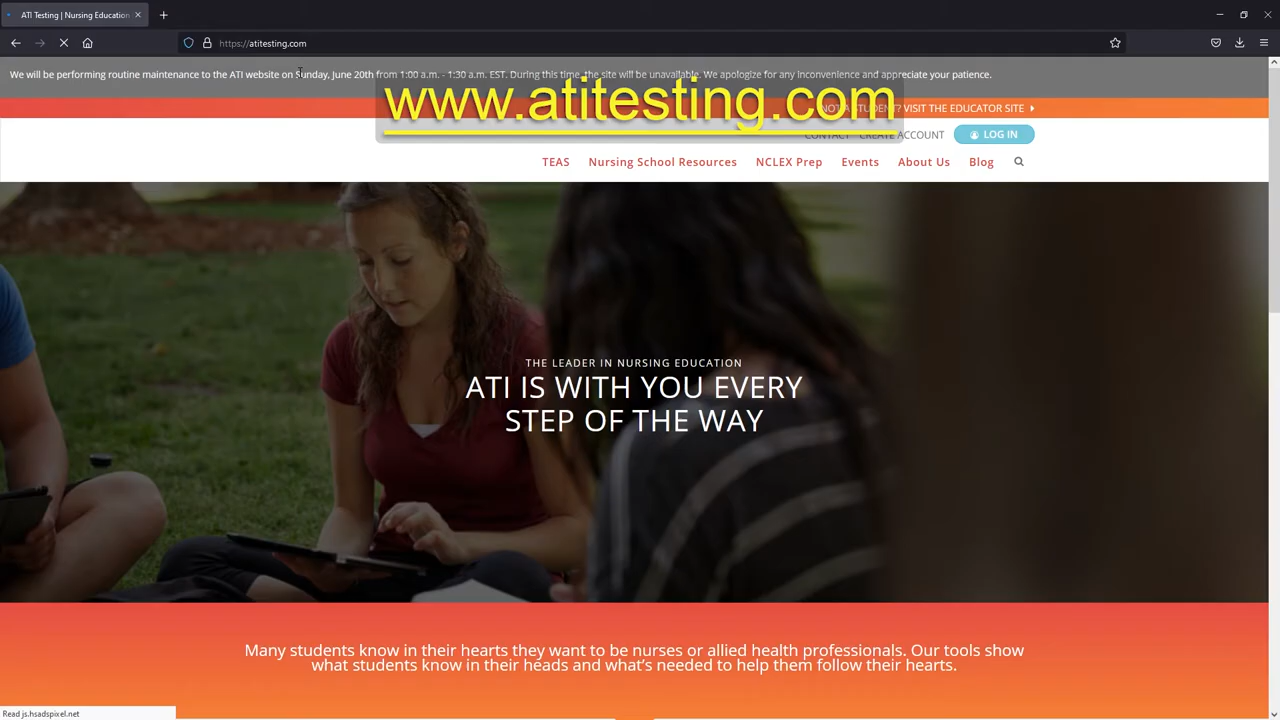 ATI Testing | Nursing Education
https://atitesting.com
We will be performing routine maintenance to the ATI website on Sunday, June 20th from 1:00 a.m. - 1:30 a.m. EST. During this time, the site will be unavailable. We apologize for any inconvenience and appreciate your patience.
www.atitesting.com
NOT A STUDENT? VISIT THE EDUCATOR SITE
CONTACT CREATE ACCOUNT LOG IN
TEAS Nursing School Resources NCLEX Prep Events About Us Blog
THE LEADER IN NURSING EDUCATION
ATI IS WITH YOU EVERY
STEP OF THE WAY
Many students know in their hearts they want to be nurses or allied health professionals. Our tools show
what students know in their heads and what's needed to help them follow their hearts.
Read js.hsadspixel.net